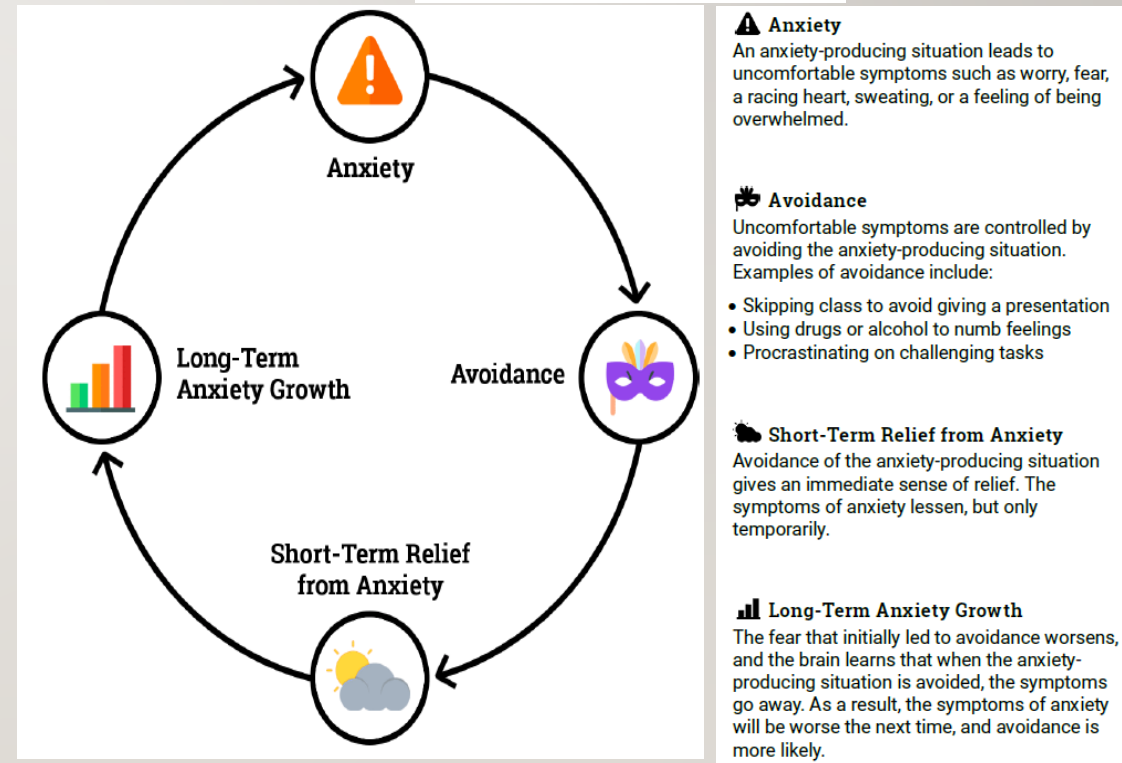 Anxiety
Avoidance
Short-Term Relief
from Anxiety
Long-Term
Anxiety Growth
Anxiety
An anxiety-producing situation leads to
uncomfortable symptoms such as worry, fear,
a racing heart, sweating, or a feeling of being
overwhelmed.
Avoidance
Uncomfortable symptoms are controlled by
avoiding the anxiety-producing situation.
Examples of avoidance include:
• Skipping class to avoid giving a presentation
• Using drugs or alcohol to numb feelings
• Procrastinating on challenging tasks
Short-Term Relief from Anxiety
Avoidance of the anxiety-producing situation
gives an immediate sense of relief. The
symptoms of anxiety lessen, but only
temporarily.
Long-Term Anxiety Growth
The fear that initially led to avoidance worsens,
and the brain learns that when the anxiety-
producing situation is avoided, the symptoms
go away. As a result, the symptoms of anxiety
will be worse the next time, and avoidance is
more likely.